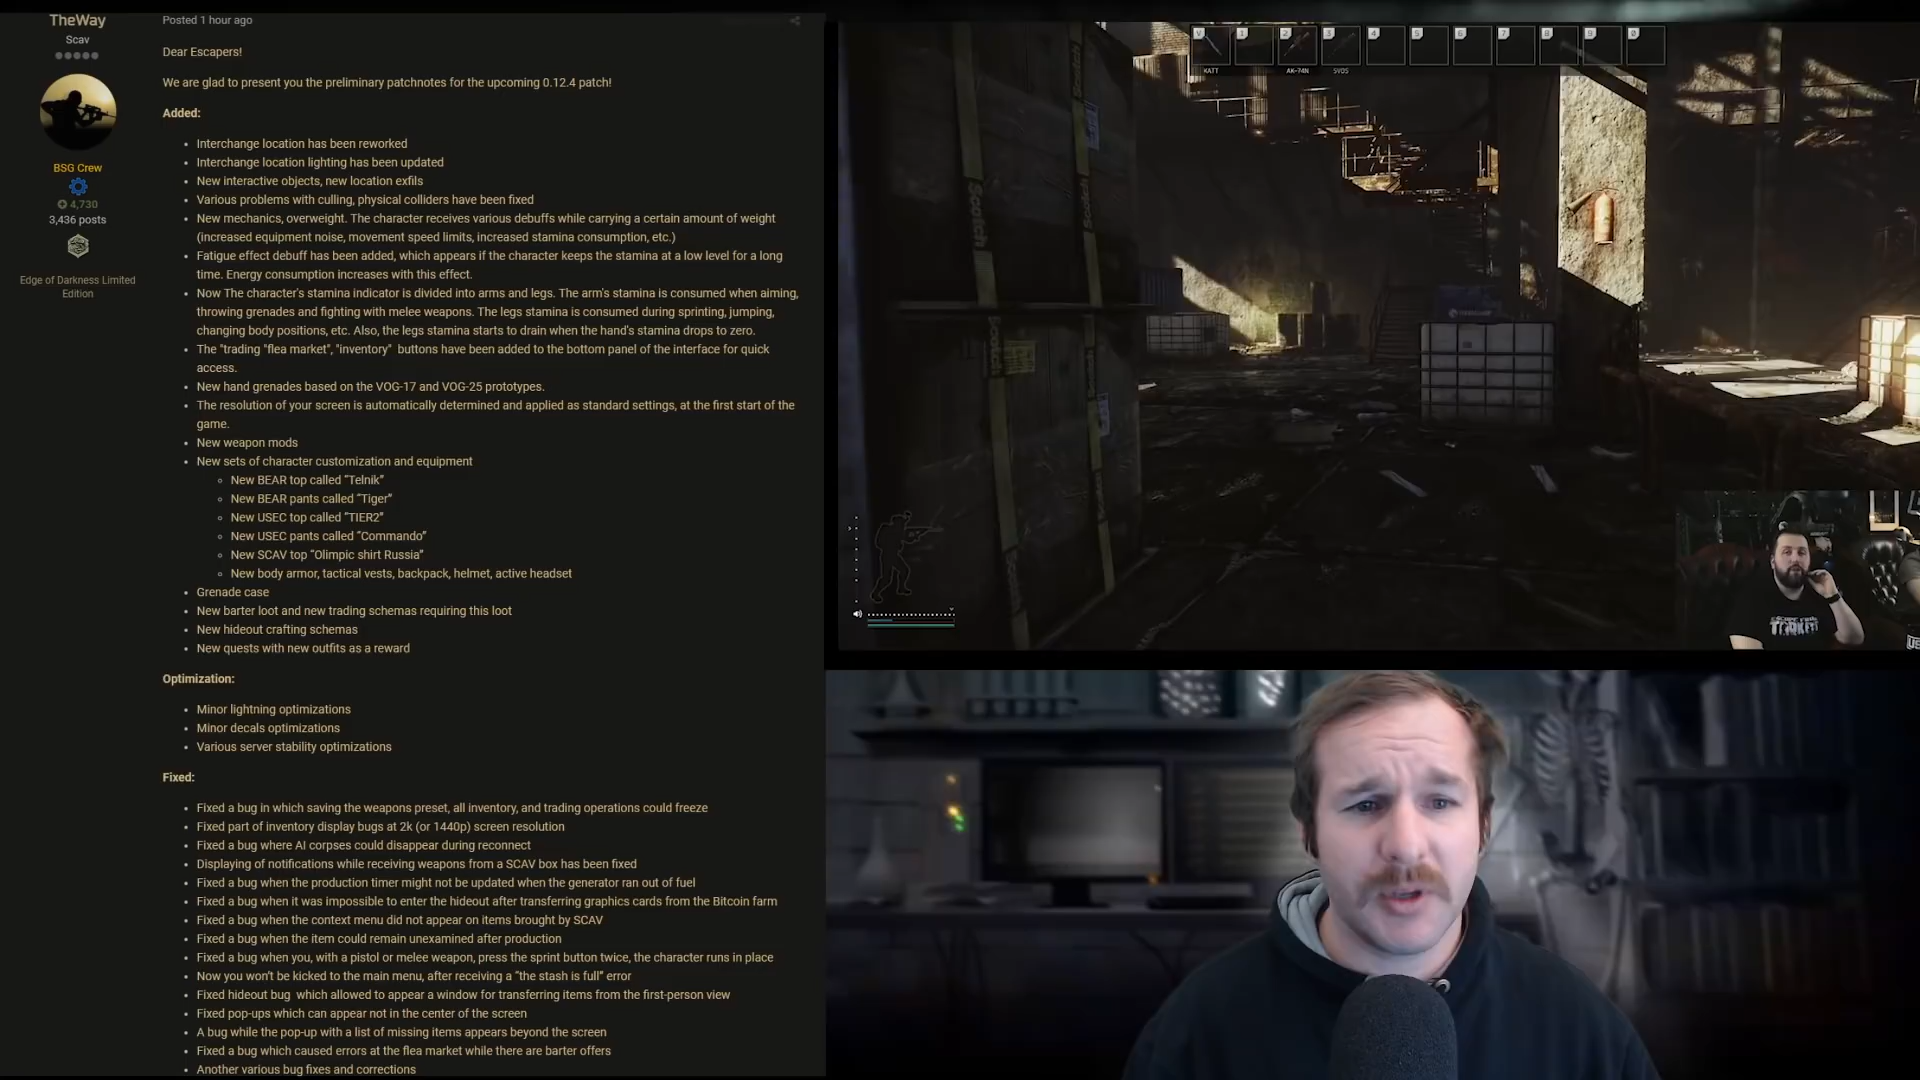 TheWay
Scav
BSG Crew
4,730
3,436 posts
Edge of Darkness Limited
Edition
Posted 1 hour ago
Dear Escapers!
We are glad to present you the preliminary patchnotes for the upcoming 0.12.4 patch!
Added:
Interchange location has been reworked
Interchange location lighting has been updated
New interactive objects, new location exfils
Various problems with culling, physical colliders have been fixed
New mechanics, overweight. The character receives various debuffs while carrying a certain amount of weight
(increased equipment noise, movement speed limits, increased stamina consumption, etc.)
Fatigue effect debuff has been added, which appears if the character keeps the stamina at a low level for a long
time. Energy consumption increases with this effect.
Now The character's stamina indicator is divided into arms and legs. The arm's stamina is consumed when aiming,
throwing grenades and fighting with melee weapons. The legs stamina is consumed during sprinting, jumping,
changing body positions, etc. Also, the legs stamina starts to drain when the hand's stamina drops to zero.
The "trading "flea market", "inventory" buttons have been added to the bottom panel of the interface for quick
access.
New hand grenades based on the VOG-17 and VOG-25 prototypes.
The resolution of your screen is automatically determined and applied as standard settings, at the first start of the
game.
New weapon mods
New sets of character customization and equipment
New BEAR top called “Telnik”
New BEAR pants called “Tiger”
New USEC top called “TIER2”
New USEC pants called “Commando”
New SCAV top “Olimpic shirt Russia”
New body armor, tactical vests, backpack, helmet, active headset
Grenade case
New barter loot and new trading schemas requiring this loot
New hideout crafting schemas
New quests with new outfits as a reward
Optimization:
Minor lightning optimizations
Minor decals optimizations
Various server stability optimizations
Fixed:
Fixed a bug in which saving the weapons preset, all inventory, and trading operations could freeze
Fixed part of inventory display bugs at 2k (or 1440p) screen resolution
Fixed a bug where AI corpses could disappear during reconnect
Displaying of notifications while receiving weapons from a SCAV box has been fixed
Fixed a bug when the production timer might not be updated when the generator ran out of fuel
Fixed a bug when it was impossible to enter the hideout after transferring graphics cards from the Bitcoin farm
Fixed a bug when the context menu did not appear on items brought by SCAV
Fixed a bug when the item could remain unexamined after production
Fixed a bug when you, with a pistol or melee weapon, press the sprint button twice, the character runs in place
Now you won’t be kicked to the main menu, after receiving a “the stash is full” error
Fixed hideout bug which allowed to appear a window for transferring items from the first-person view
Fixed pop-ups which can appear not in the center of the screen
A bug while the pop-up with a list of missing items appears beyond the screen
Fixed a bug which caused errors at the flea market while there are barter offers
Another various bug fixes and corrections
V 1 2 3 4 5 6 7 8 9 0
KATT AK-74N SVDS
Scotch
Scotch
Scotch
TARKOV